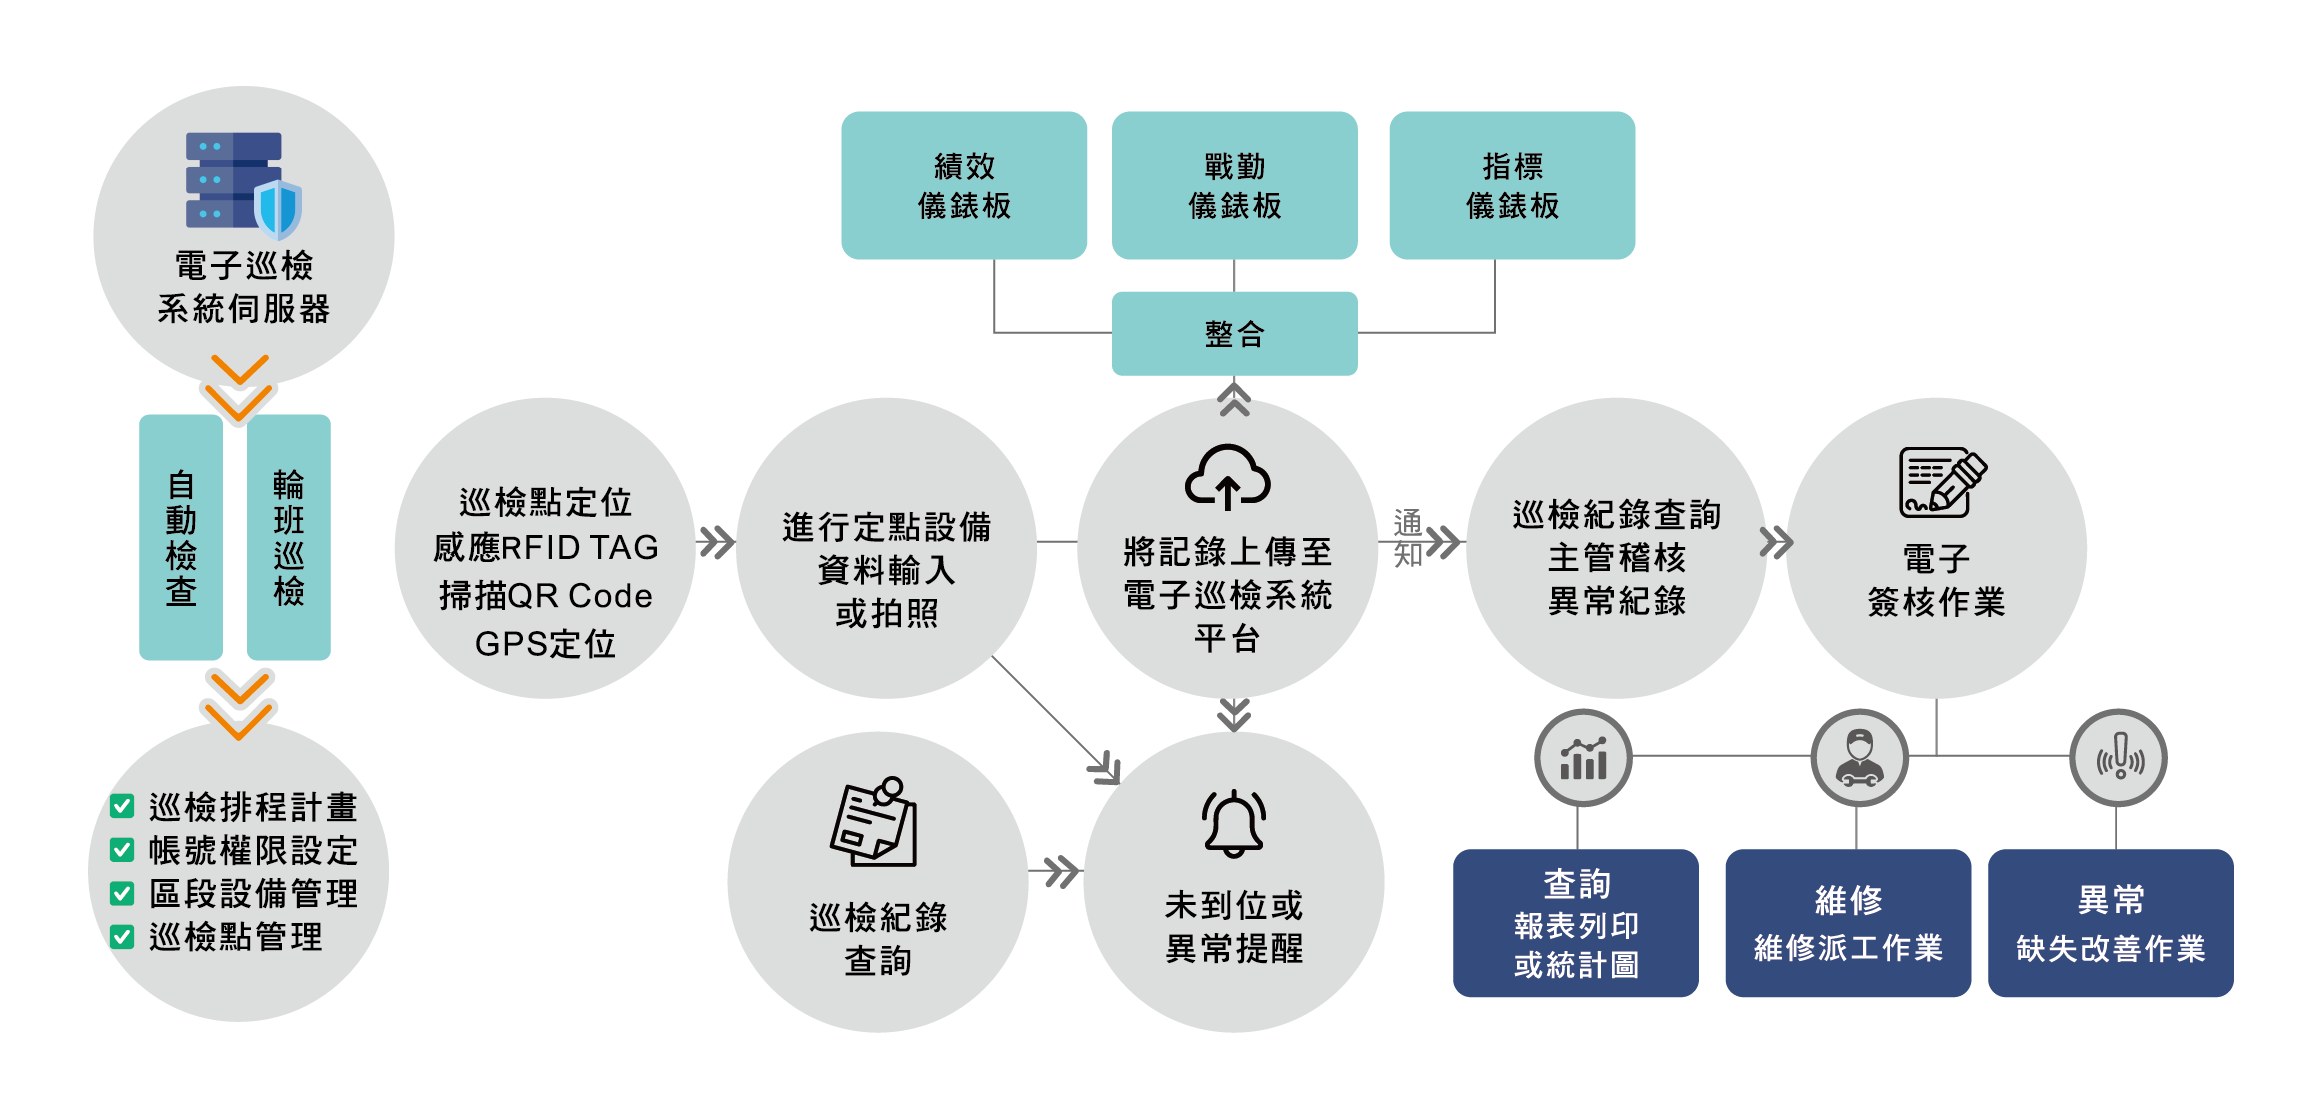 電子巡檢
系統伺服器
自動檢查
輪班巡檢
巡檢排程計畫
帳號權限設定
區段設備管理
巡檢點管理
巡檢點定位
感應RFID TAG
掃描QR Code
GPS定位
進行定點設備
資料輸入
或拍照
績效
儀錶板
戰勤
儀錶板
指標
儀錶板
整合
將記錄上傳至
電子巡檢系統
平台
通知
巡檢紀錄查詢
主管稽核
異常紀錄
電子
簽核作業
巡檢紀錄
查詢
未到位或
異常提醒
查詢
報表列印
或統計圖
維修
維修派工作業
異常
缺失改善作業